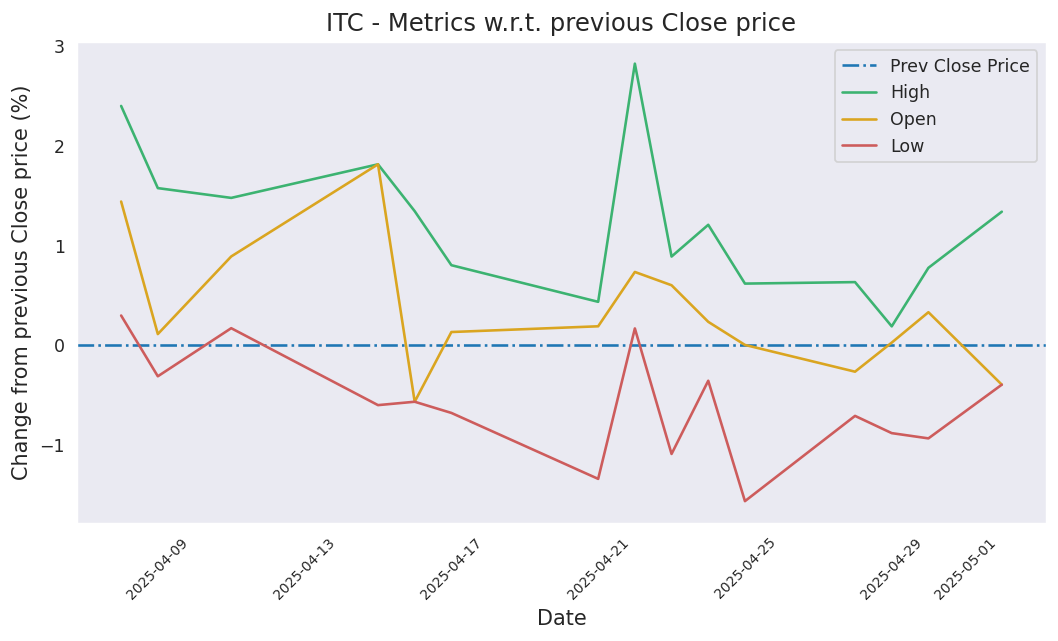 ITC - Metrics w.r.t. previous Close price
Change from previous Close price (%)
3
2
1
0
−1
Prev Close Price
High
Open
Low
2025-04-09
2025-04-13
2025-04-17
2025-04-21
2025-04-25
2025-04-29
2025-05-01
Date